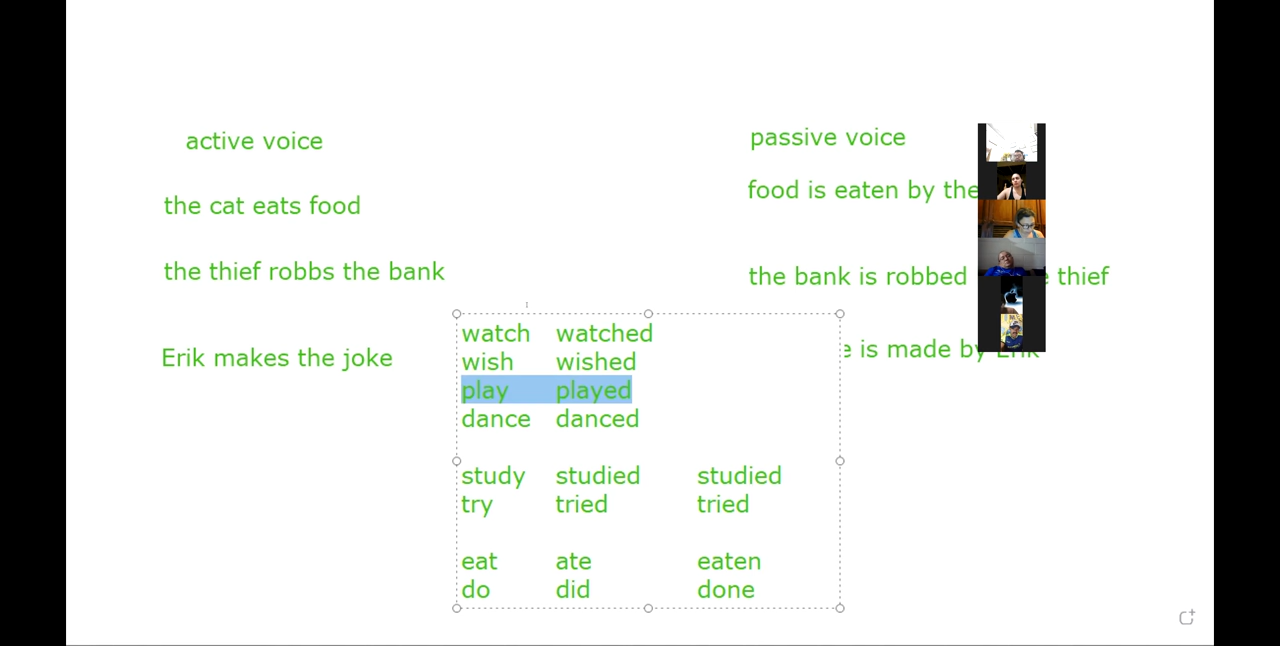 active voice
passive voice
the cat eats food
food is eaten by the
the thief robbs the bank
the bank is robbed thief
Erik makes the joke
is made by Erik
watch watched
wish wished
play played
dance danced
study studied studied
try tried tried
eat ate eaten
do did done